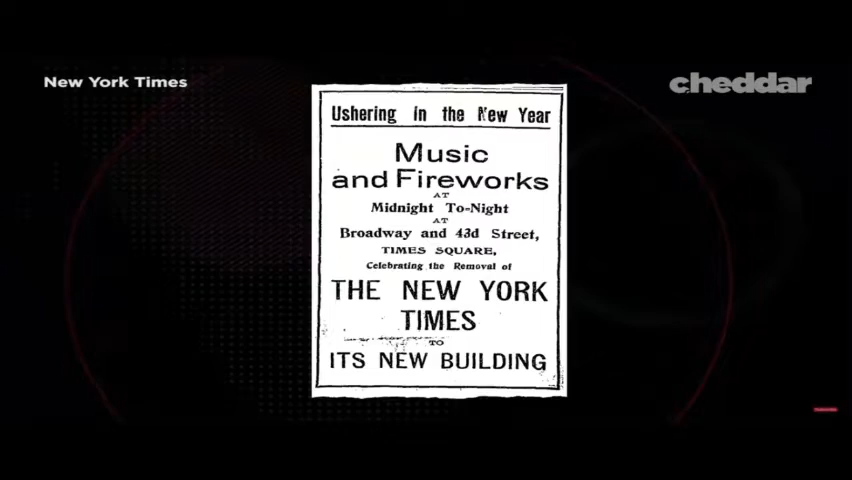 New York Times
cheddar
Ushering in the New Year
Music
and Fireworks
AT
Midnight To-Night
AT
Broadway and 43d Street,
TIMES SQUARE,
Celebrating the Removal of
THE NEW YORK
TIMES
TO
ITS NEW BUILDING